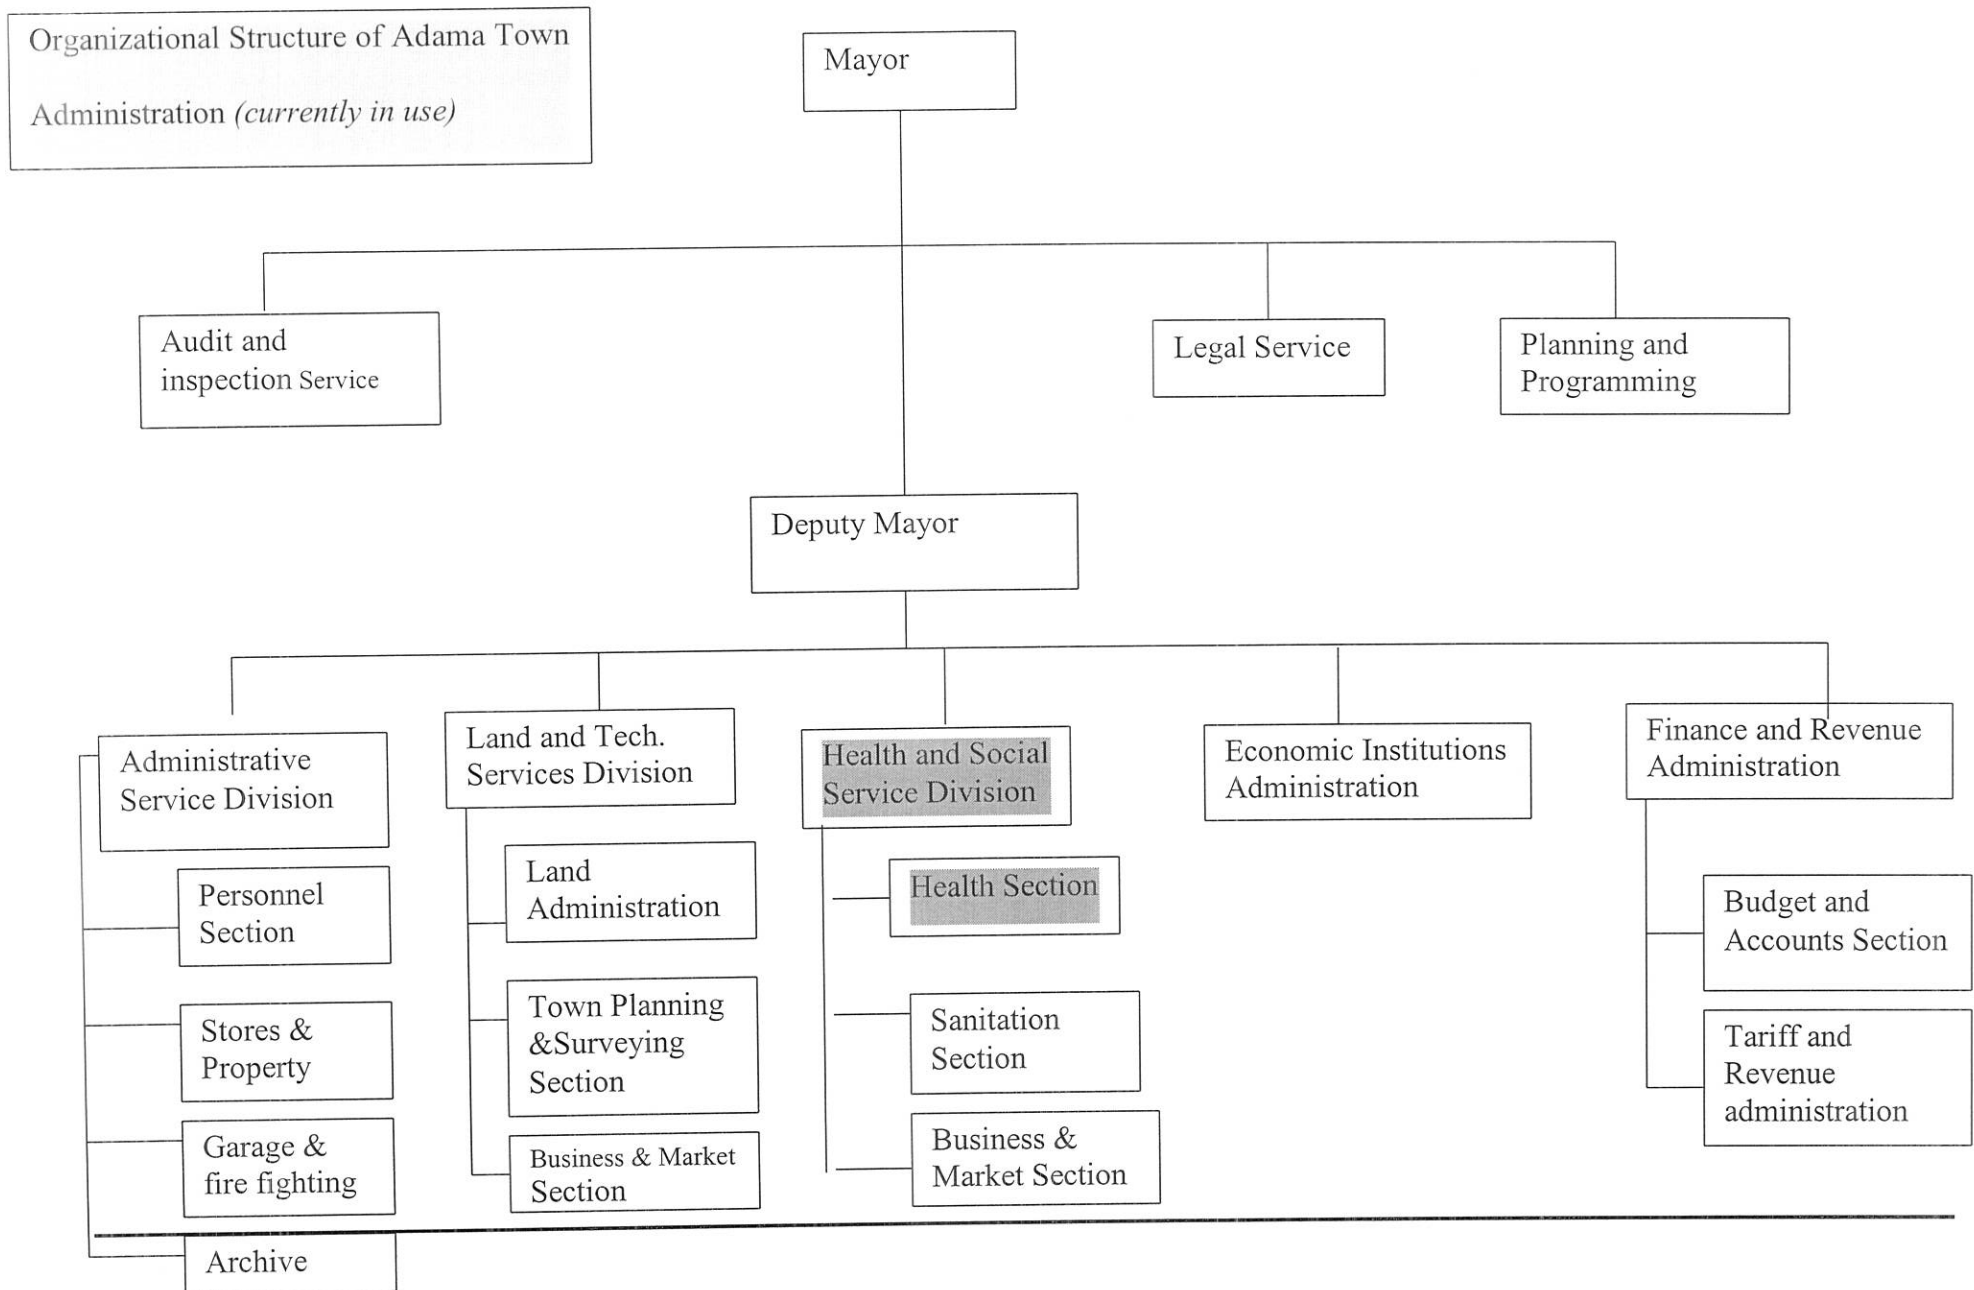 Organizational Structure of Adama Town
Administration (currently in use)
Mayor
Audit and
inspection Service
Legal Service
Planning and
Programming
Deputy Mayor
Administrative
Service Division
Personnel
Section
Stores &
Property
Garage &
fire fighting
Archive
Land and Tech.
Services Division
Land
Administration
Town Planning
&Surveying
Section
Business & Market
Section
Health and Social
Service Division
Health Section
Sanitation
Section
Business &
Market Section
Economic Institutions
Administration
Finance and Revenue
Administration
Budget and
Accounts Section
Tariff and
Revenue
administration